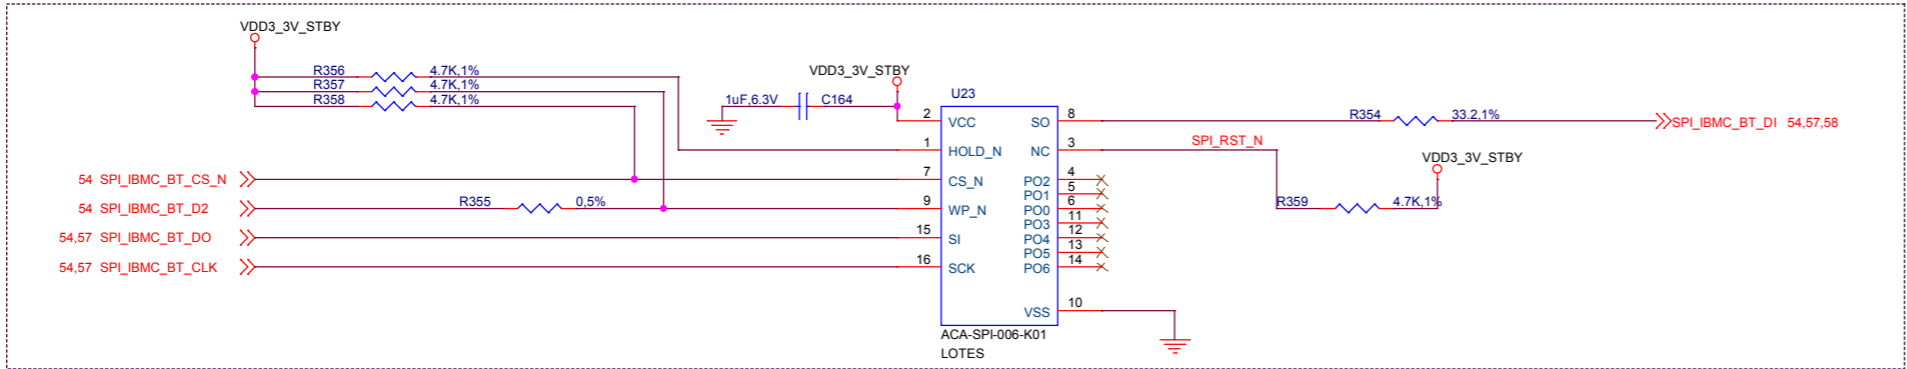 VDD3_3V_STBY
R356 4.7K,1%
R357 4.7K,1%
R358 4.7K,1%
VDD3_3V_STBY
1uF,6.3V C164
U23
2 VCC SO 8
R354 33.2,1%
SPI_IBMC_BT_DI 54,57,58
1 HOLD_N NC 3
SPI_RST_N
VDD3_3V_STBY
54 SPI_IBMC_BT_CS_N
7 CS_N PO2 4
PO1 5
54 SPI_IBMC_BT_D2
R355 0,5%
9 WP_N PO0 6
R359 4.7K,1%
PO3 11
54,57 SPI_IBMC_BT_DO
15 SI PO4 12
PO5 13
54,57 SPI_IBMC_BT_CLK
16 SCK PO6 14
VSS 10
ACA-SPI-006-K01
LOTES